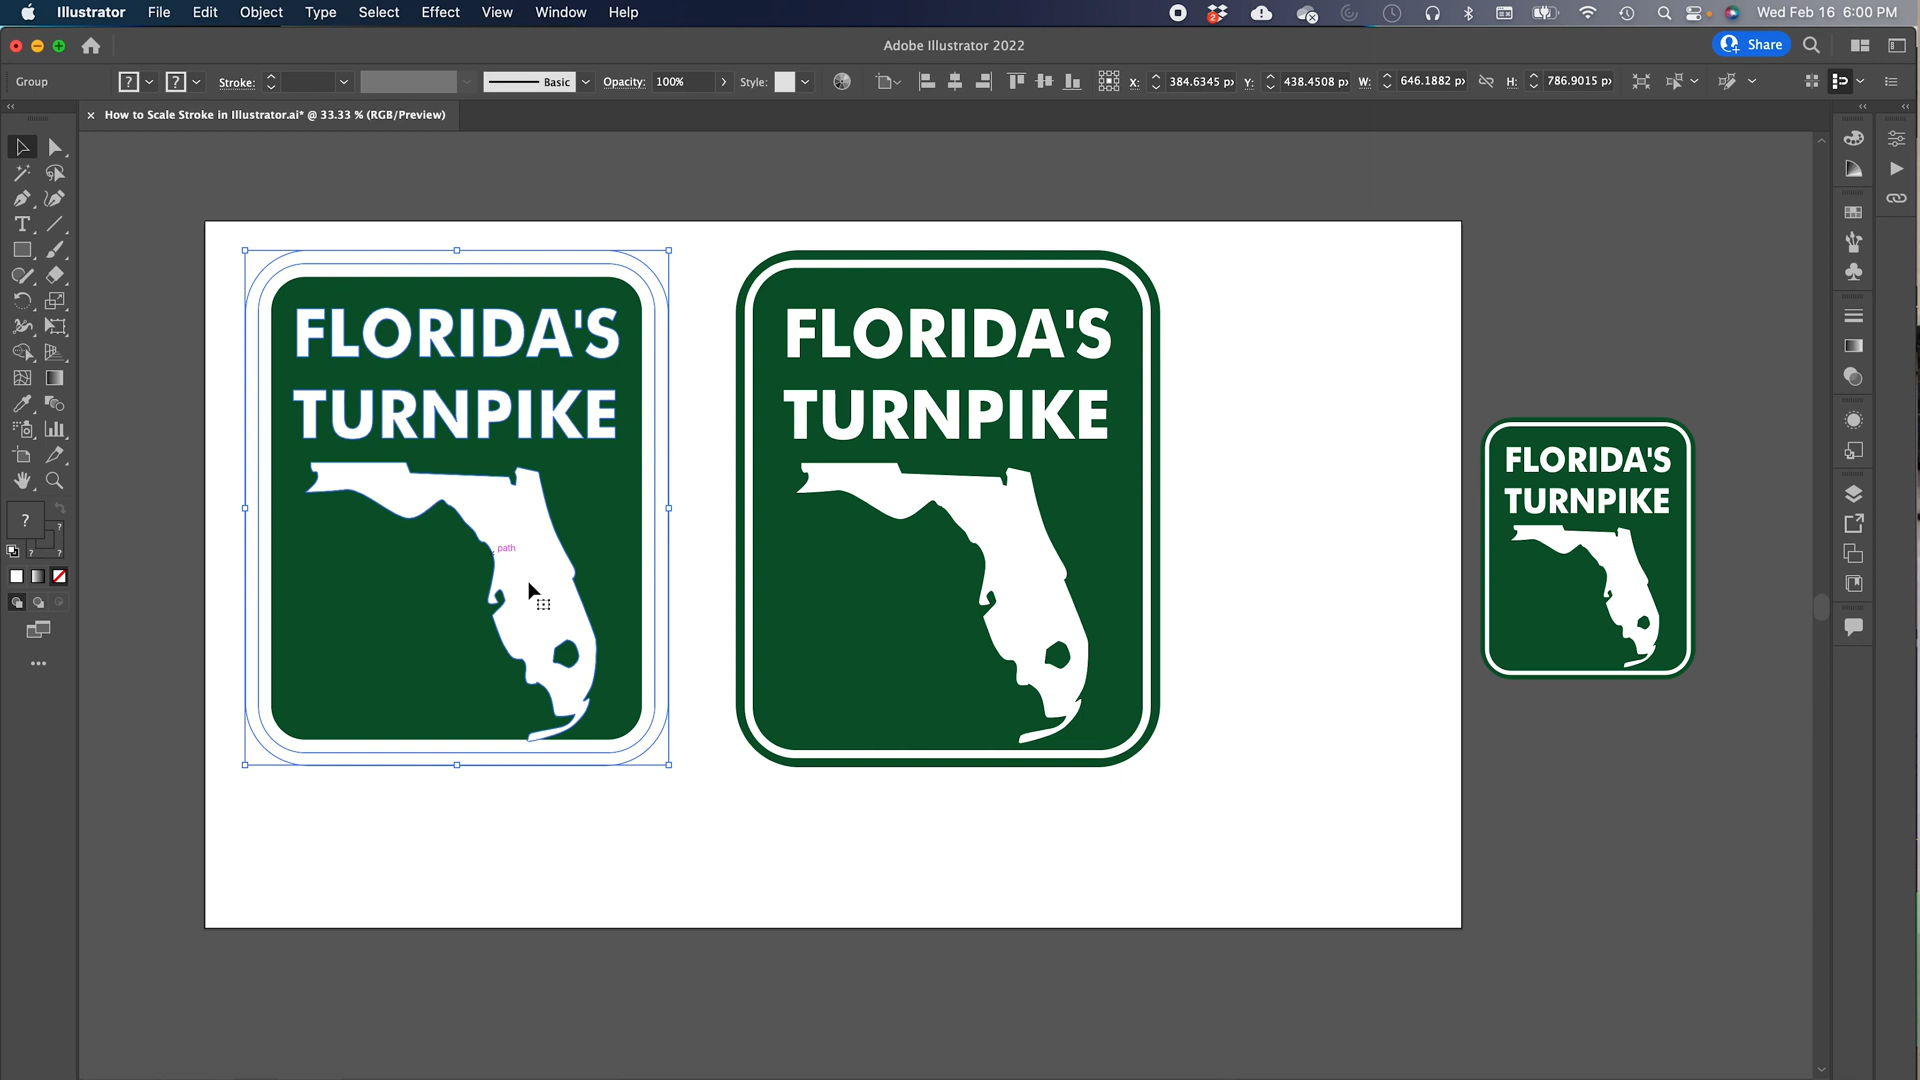 Illustrator File Edit Object Type Select Effect View Window Help
2
Wed Feb 16 6:00 PM
Adobe Illustrator 2022
Share
Group
?
?
Stroke:
Basic
Opacity: 100%
Style:
X: 384.6345 px
Y: 438.4508 px
W: 646.1882 px
H: 786.9015 px
× How to Scale Stroke in Illustrator.ai* @ 33.33 % (RGB/Preview)
FLORIDA'S
TURNPIKE
path
FLORIDA'S
TURNPIKE
FLORIDA'S
TURNPIKE
?
?
?
?